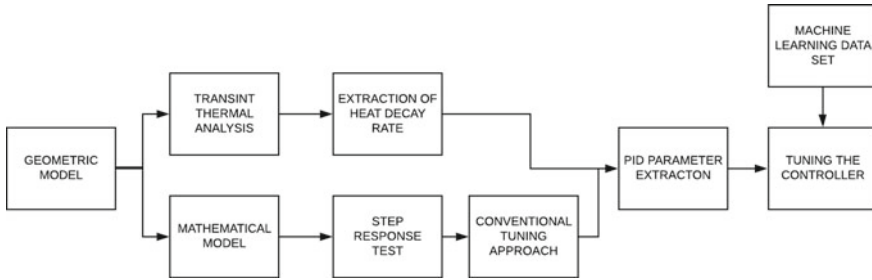 MACHINE
LEARNING DATA
SET
TRANSINT
THERMAL
ANALYSIS
EXTRACTION OF
HEAT DECAY
RATE
GEOMETRIC
MODEL
PID PARAMETER
EXTRACTON
TUNING THE
CONTROLLER
MATHEMATICAL
MODEL
STEP
RESPONSE
TEST
CONVENTIONAL
TUNING
APPROACH